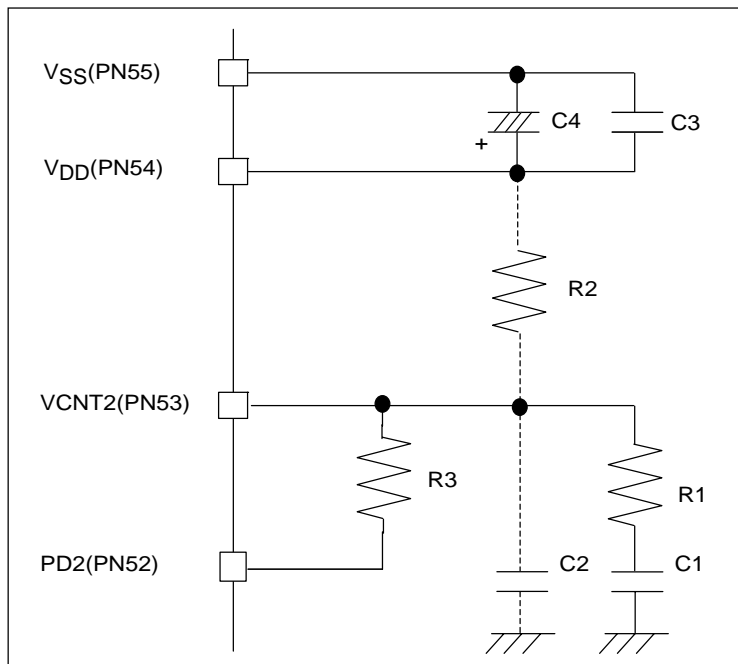 VSS(PN55)
C4
C3
+
VDD(PN54)
R2
VCNT2(PN53)
R3
R1
PD2(PN52)
C2
C1